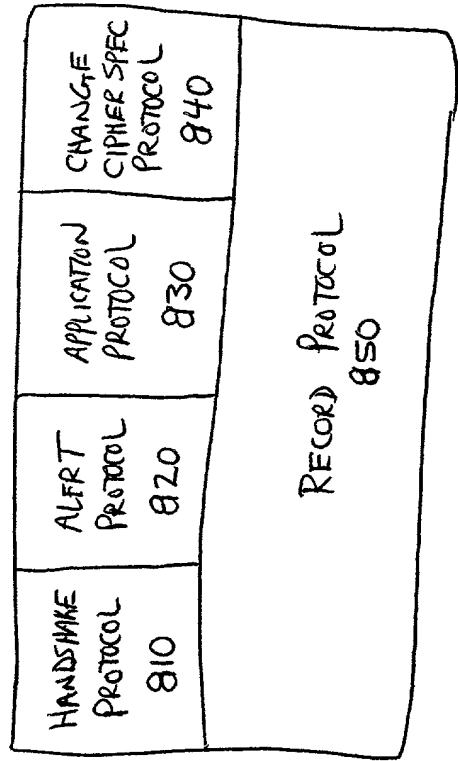 HANDSHAKE
PROTOCOL
810
ALERT
PROTOCOL
820
APPLICATION
PROTOCOL
830
CHANGE
CIPHER SPEC
PROTOCOL
840
RECORD PROTOCOL
850